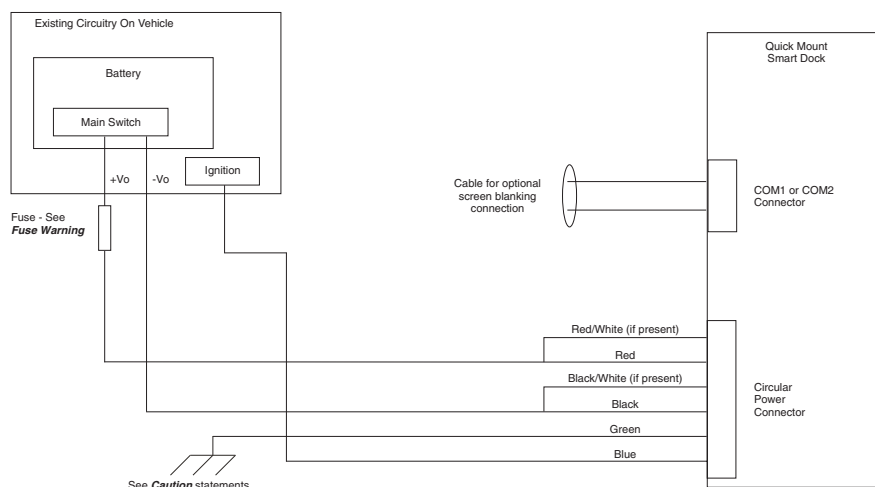 Existing Circuitry On Vehicle
Battery
Main Switch
+Vo
-Vo
Ignition
Fuse - See
Fuse Warning
Quick Mount
Smart Dock
Cable for optional
screen blanking
connection
COM1 or COM2
Connector
Red/White (if present)
Red
Black/White (if present)
Black
Green
Blue
Circular
Power
Connector
See Caution statements